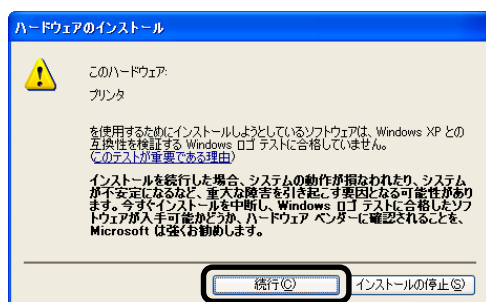 ハードウェアのインストール
このハードウェア:
プリンタ
を使用するためにインストールしようとしているソフトウェアは、Windows XP との
互換性を検証する Windows ロゴ テストに合格していません。
(このテストが重要である理由)
インストールを続行した場合、システムの動作が損なわれたり、システム
が不安定になるなど、重大な障害を引き起こす要因となる可能性があり
ます。今すぐインストールを中断し、Windows ロゴ テストに合格したソフ
トウェアが入手可能かどうか、ハードウェア ベンダーに確認されることを、
Microsoft は強くお勧めします。
続行(C) インストールの停止(S)